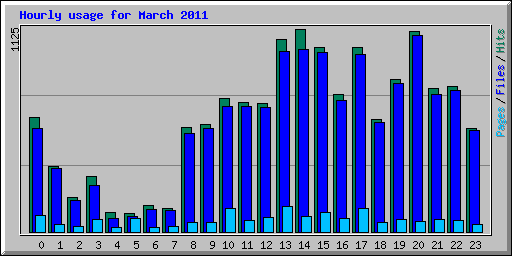 Hourly usage for March 2011
1125
Pages/Files/Hits
0 1 2 3 4 5 6 7 8 9 10 11 12 13 14 15 16 17 18 19 20 21 22 23